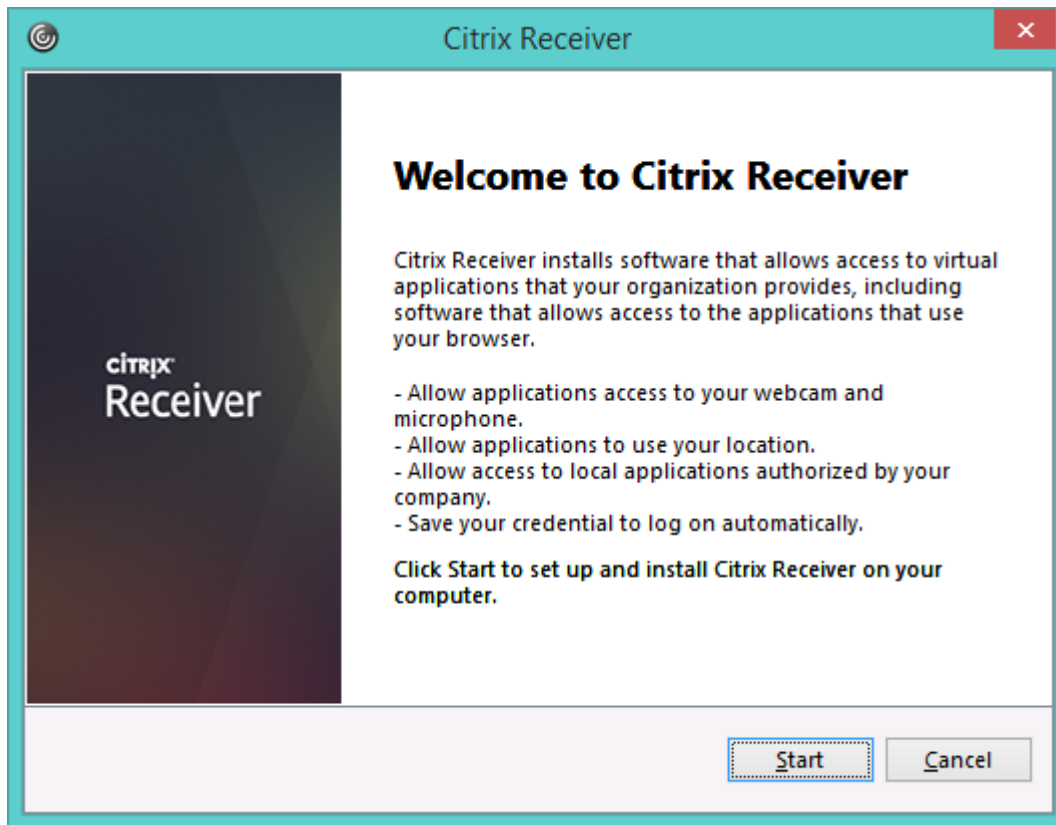 Citrix Receiver
Welcome to Citrix Receiver
Citrix Receiver installs software that allows access to virtual
applications that your organization provides, including
software that allows access to the applications that use
your browser.
- Allow applications access to your webcam and
microphone.
- Allow applications to use your location.
- Allow access to local applications authorized by your
company.
- Save your credential to log on automatically.
Click Start to set up and install Citrix Receiver on your
computer.
CİTRIX
Receiver
Start
Cancel